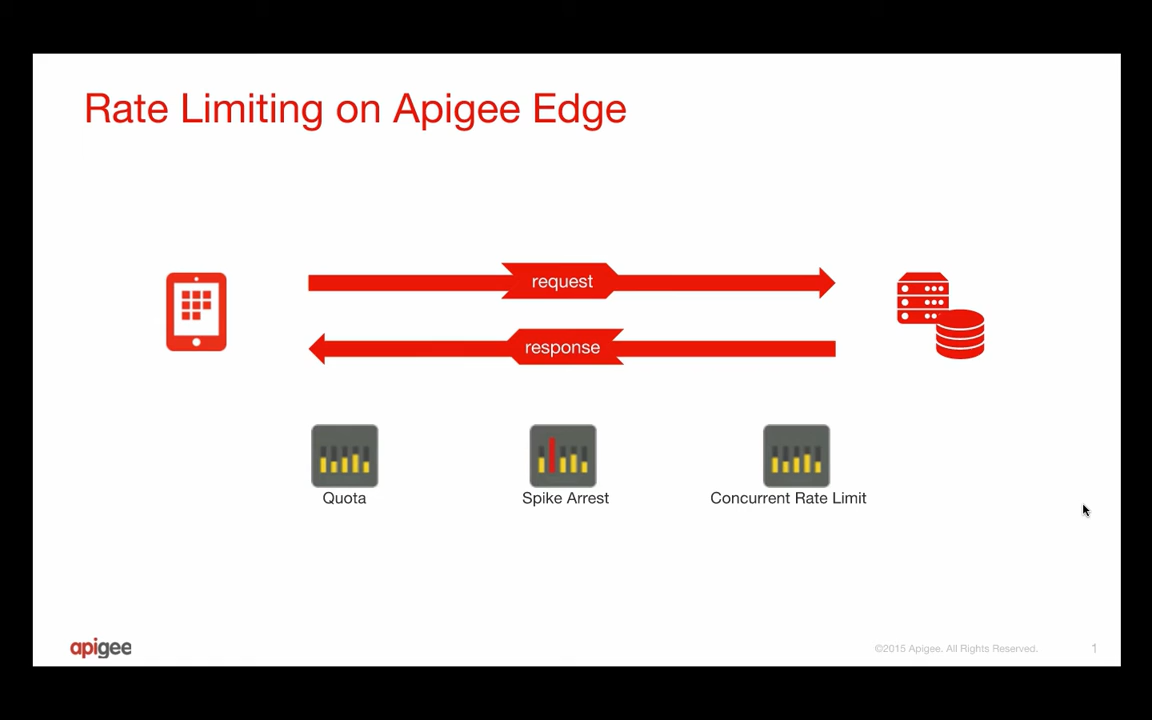 Rate Limiting on Apigee Edge
request
response
Quota
Spike Arrest
Concurrent Rate Limit
apigee
©2015 Apigee. All Rights Reserved.
1